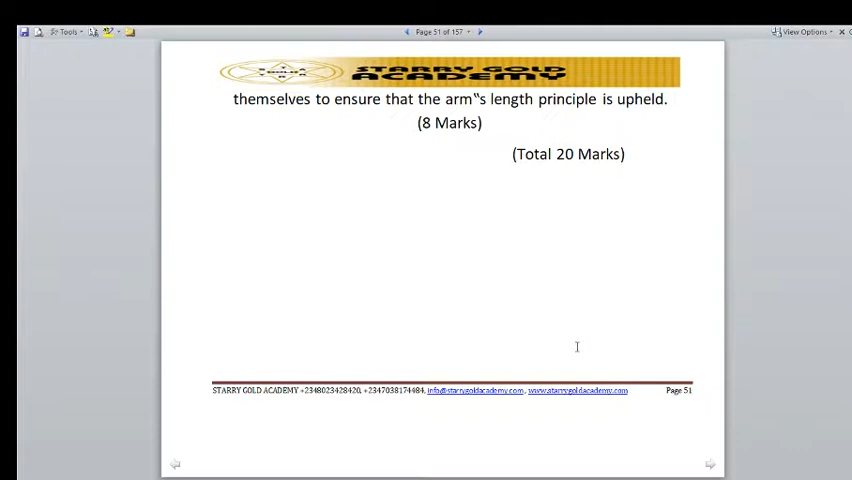 Tools
Page 51 of 157
View Options
STARRY GOLD
ACADEMY
themselves to ensure that the arm‟s length principle is upheld.
(8 Marks)
(Total 20 Marks)
STARRY GOLD ACADEMY +2348023428420, +2347038174484, info@starrygoldacademy.com, www.starrygoldacademy.com Page 51